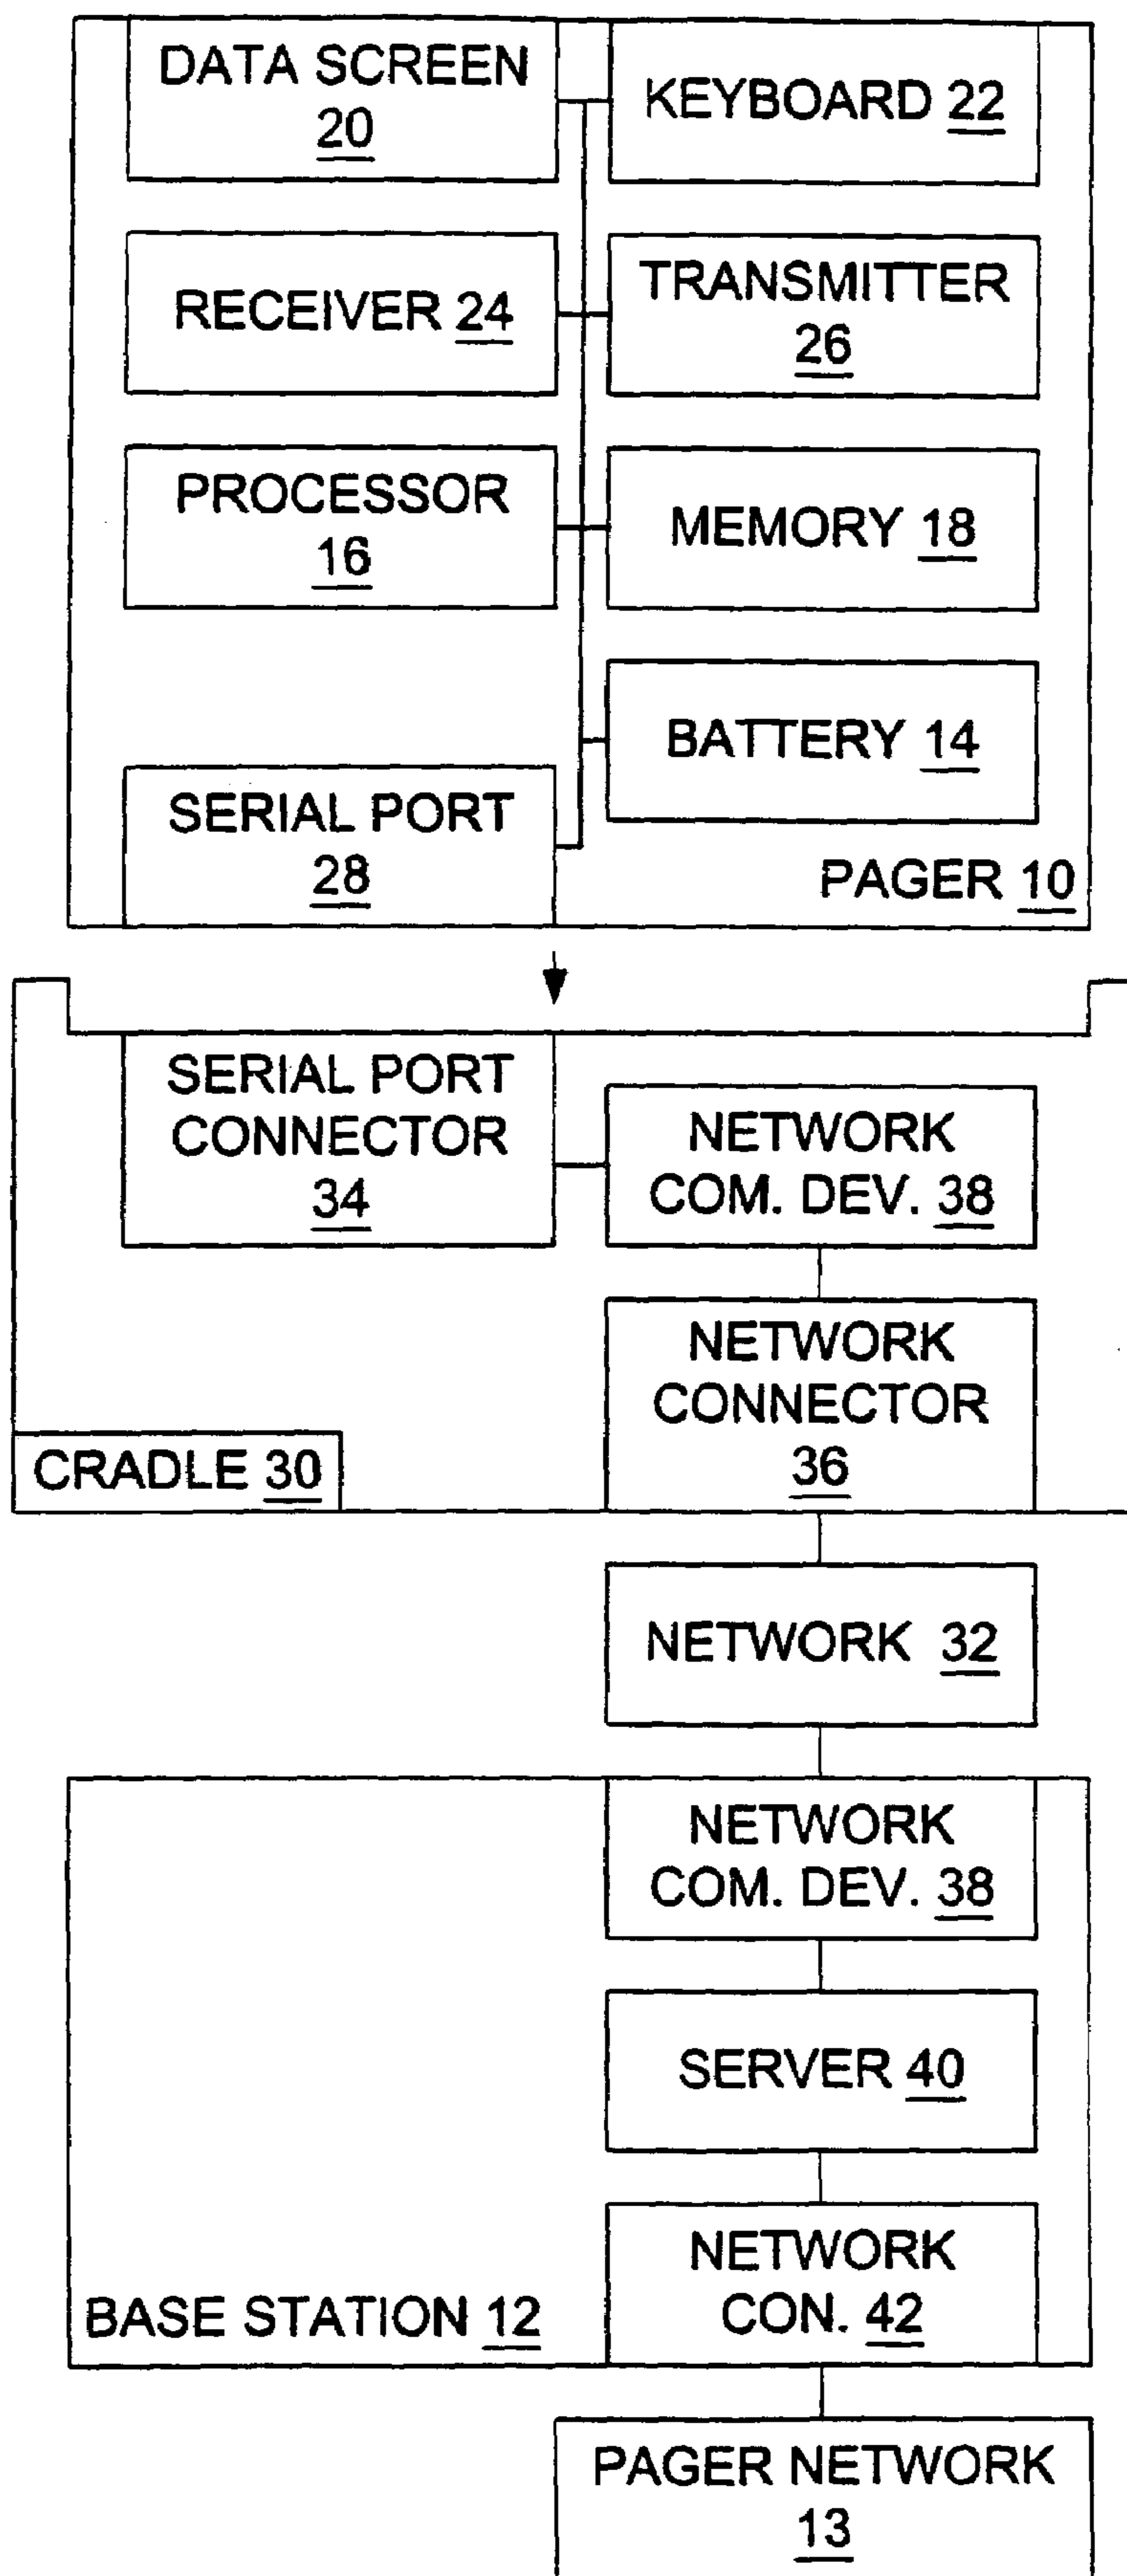 DATA SCREEN
20
KEYBOARD 22
RECEIVER 24
TRANSMITTER
26
PROCESSOR
16
MEMORY 18
BATTERY 14
SERIAL PORT
28
PAGER 10
SERIAL PORT
CONNECTOR
34
NETWORK
COM. DEV. 38
NETWORK
CONNECTOR
36
CRADLE 30
NETWORK 32
NETWORK
COM. DEV. 38
SERVER 40
NETWORK
CON. 42
BASE STATION 12
PAGER NETWORK
13